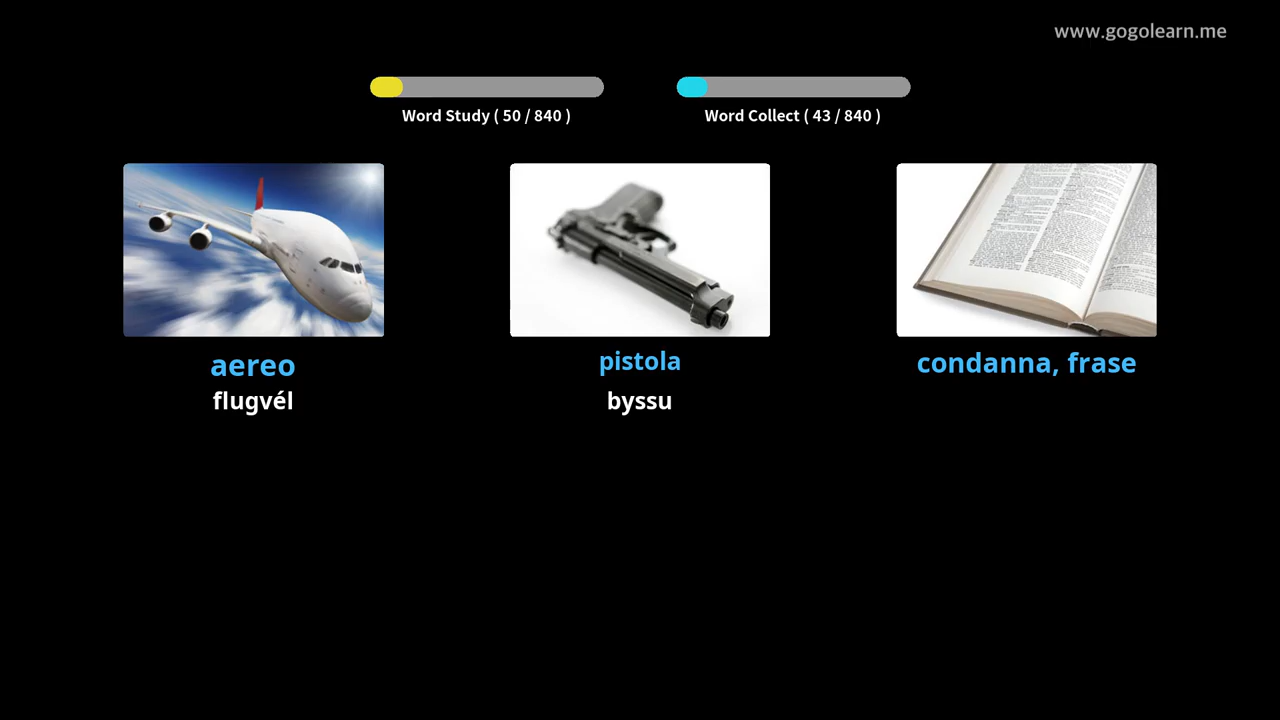 www.gogolearn.me
Word Study ( 50 / 840 )
Word Collect ( 43 / 840 )
aereo
flugvél
pistola
byssu
condanna, frase